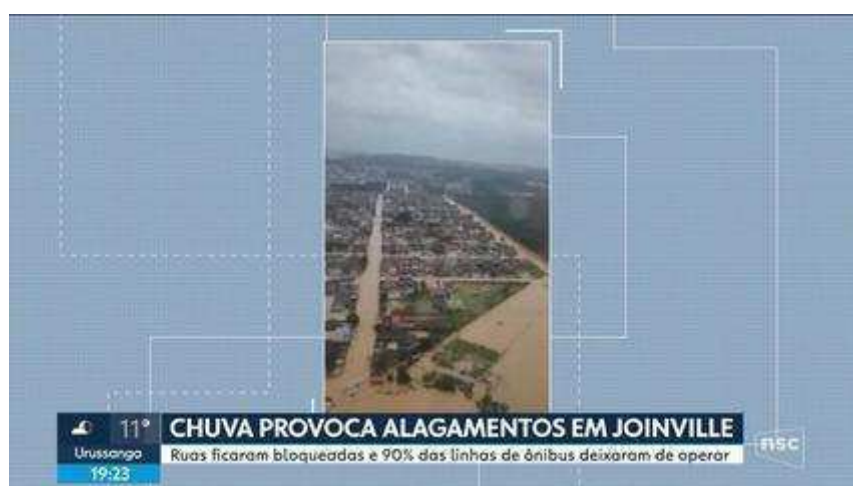 11° CHUVA PROVOCA ALAGAMENTOS EM JOINVILLE
nsc
Urussanga Ruas ficaram bloqueadas e 90% das linhas de ônibus deixaram de operar
19:23